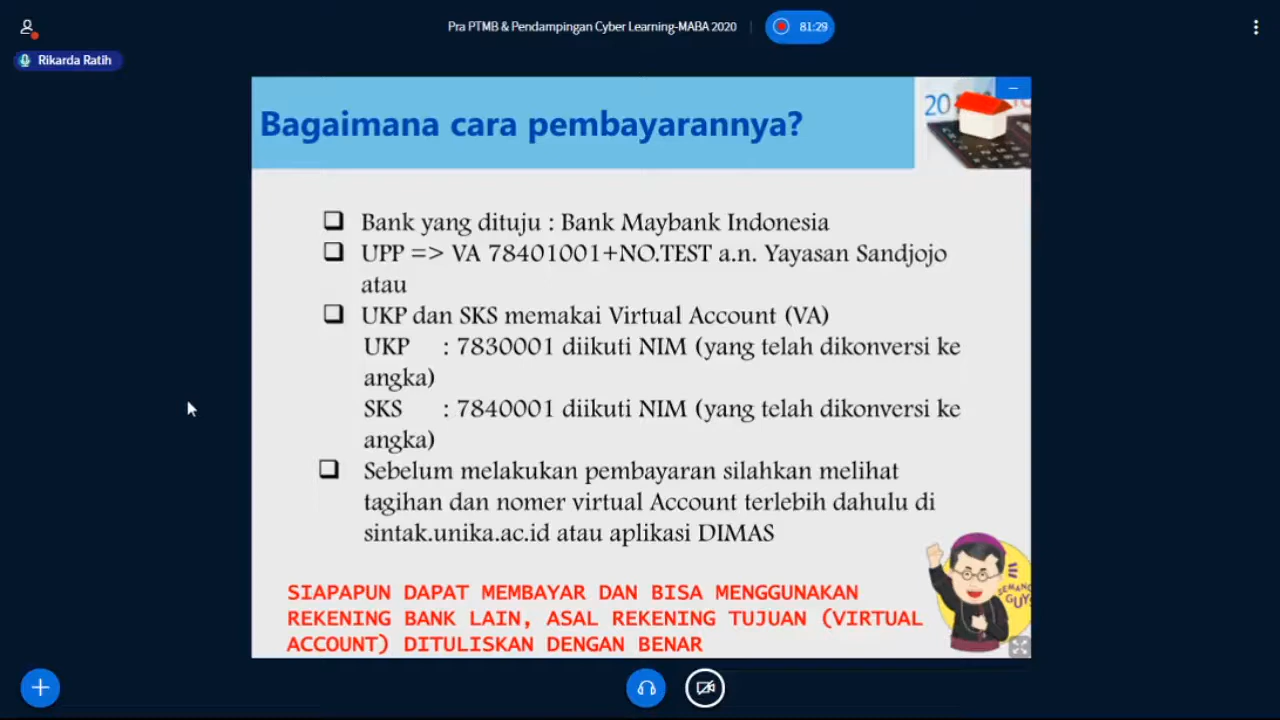 Pra PTMB & Pendampingan Cyber Learning-MABA 2020
81:29
Rikarda Ratih
Bagaimana cara pembayarannya?
20
Bank yang dituju : Bank Maybank Indonesia
UPP => VA 78401001+NO.TEST a.n. Yayasan Sandjojo
atau
UKP dan SKS memakai Virtual Account (VA)
UKP : 7830001 diikuti NIM (yang telah dikonversi ke
angka)
SKS : 7840001 diikuti NIM (yang telah dikonversi ke
angka)
Sebelum melakukan pembayaran silahkan melihat
tagihan dan nomer virtual Account terlebih dahulu di
sintak.unika.ac.id atau aplikasi DIMAS
SIAPAPUN DAPAT MEMBAYAR DAN BISA MENGGUNAKAN
REKENING BANK LAIN, ASAL REKENING TUJUAN (VIRTUAL
ACCOUNT) DITULISKAN DENGAN BENAR